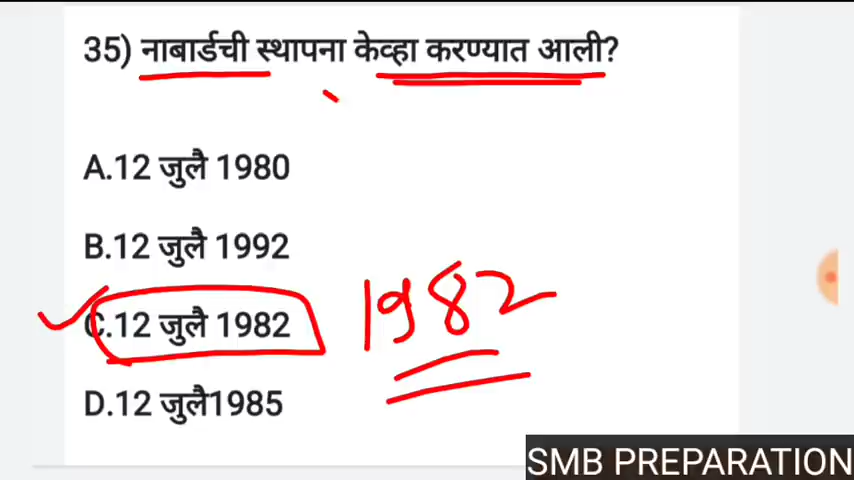 35) नाबार्डची स्थापना केव्हा करण्यात आली?
A.12 जुलै 1980
B.12 जुलै 1992
C.12 जुलै 1982
1982
D.12 जुलै1985
SMB PREPARATION